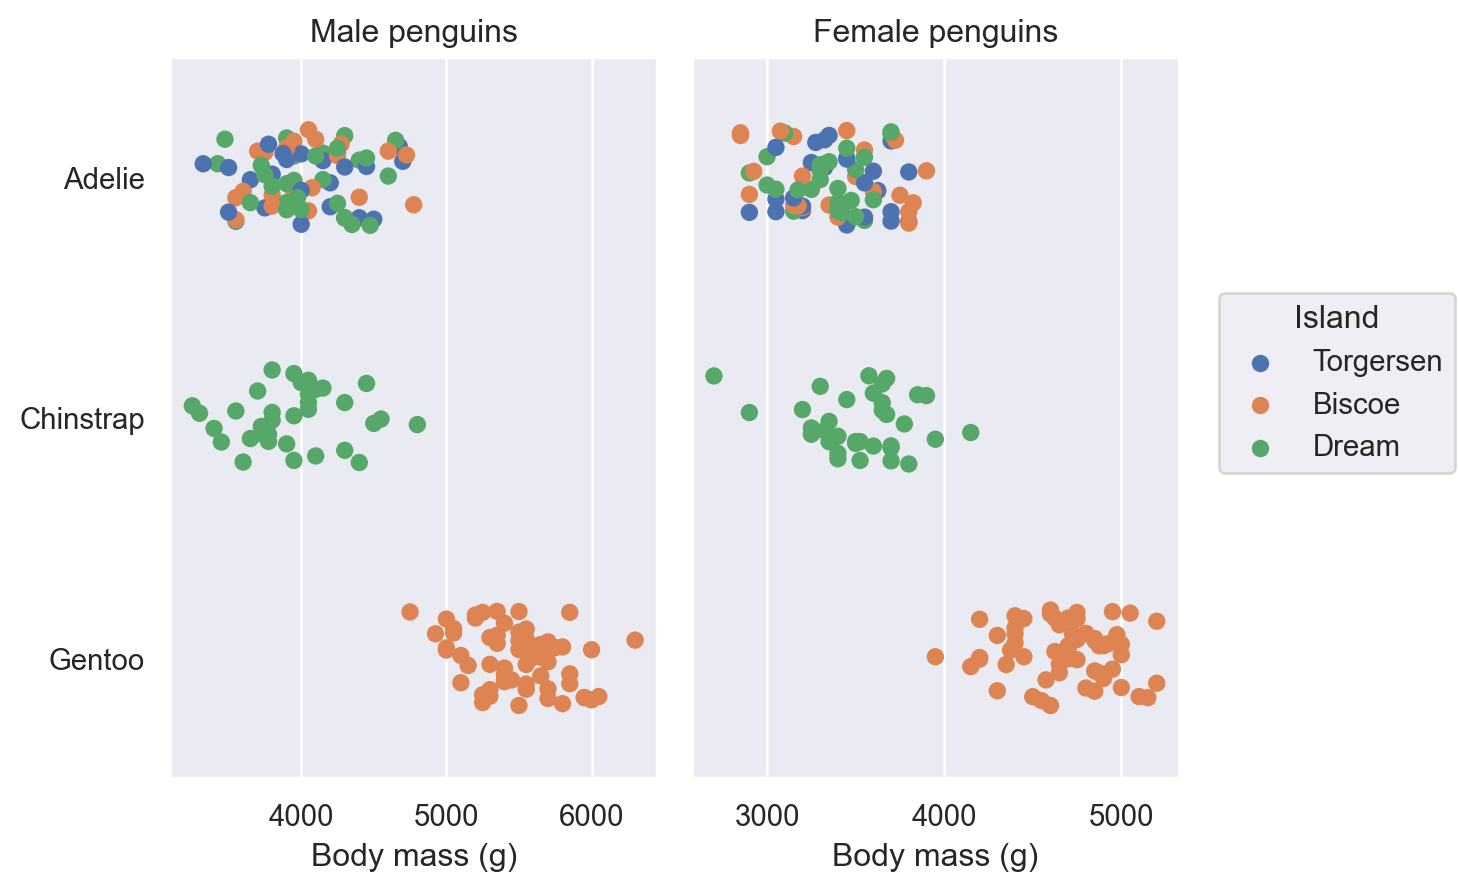 Male penguins
Female penguins
Adelie
Chinstrap
Gentoo
4000 5000 6000
3000 4000 5000
Body mass (g)
Body mass (g)
Island
Torgersen
Biscoe
Dream